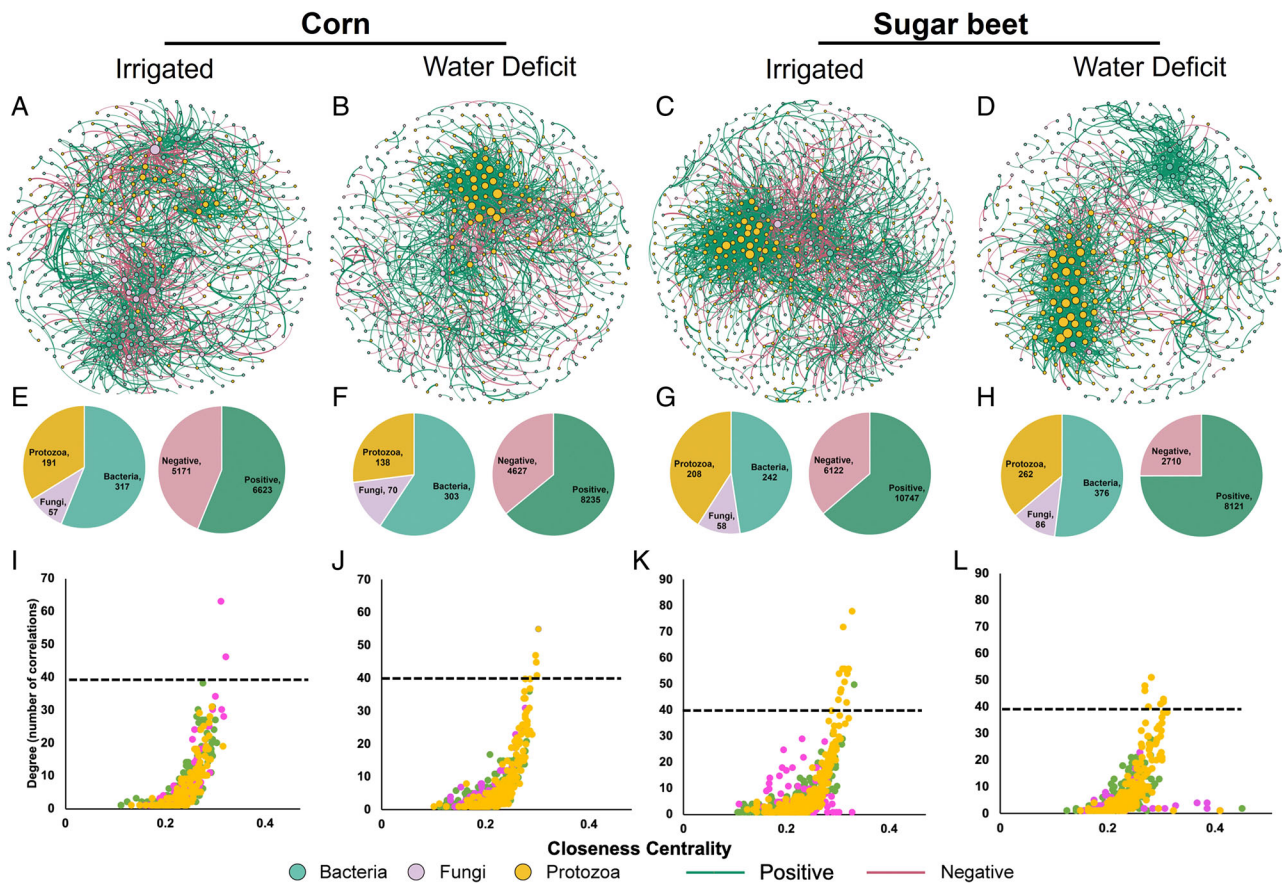 Corn
Sugar beet
Irrigated
Water Deficit
Irrigated
Water Deficit
A
B
C
D
E
F
G
H
Protozoa,
191
Bacteria,
317
Fungi,
57
Negative,
5171
Positive,
6623
Protozoa,
138
Fungi, 70
Bacteria,
303
Negative,
4627
Positive,
8235
Protozoa,
208
Bacteria,
242
Fungi,
58
Negative,
6122
Positive,
10747
Protozoa,
262
Bacteria,
376
Fungi,
86
Negative,
2710
Positive,
8121
I
J
K
L
Degree (number of correlations)
70
60
50
40
30
20
10
0
0
0.2
0.4
70
60
50
40
30
20
10
0
0
0.2
0.4
90
80
70
60
50
40
30
20
10
0
0
0.2
0.4
90
80
70
60
50
40
30
20
10
0
0
0.2
0.4
Closeness Centrality
Bacteria
Fungi
Protozoa
Positive
Negative